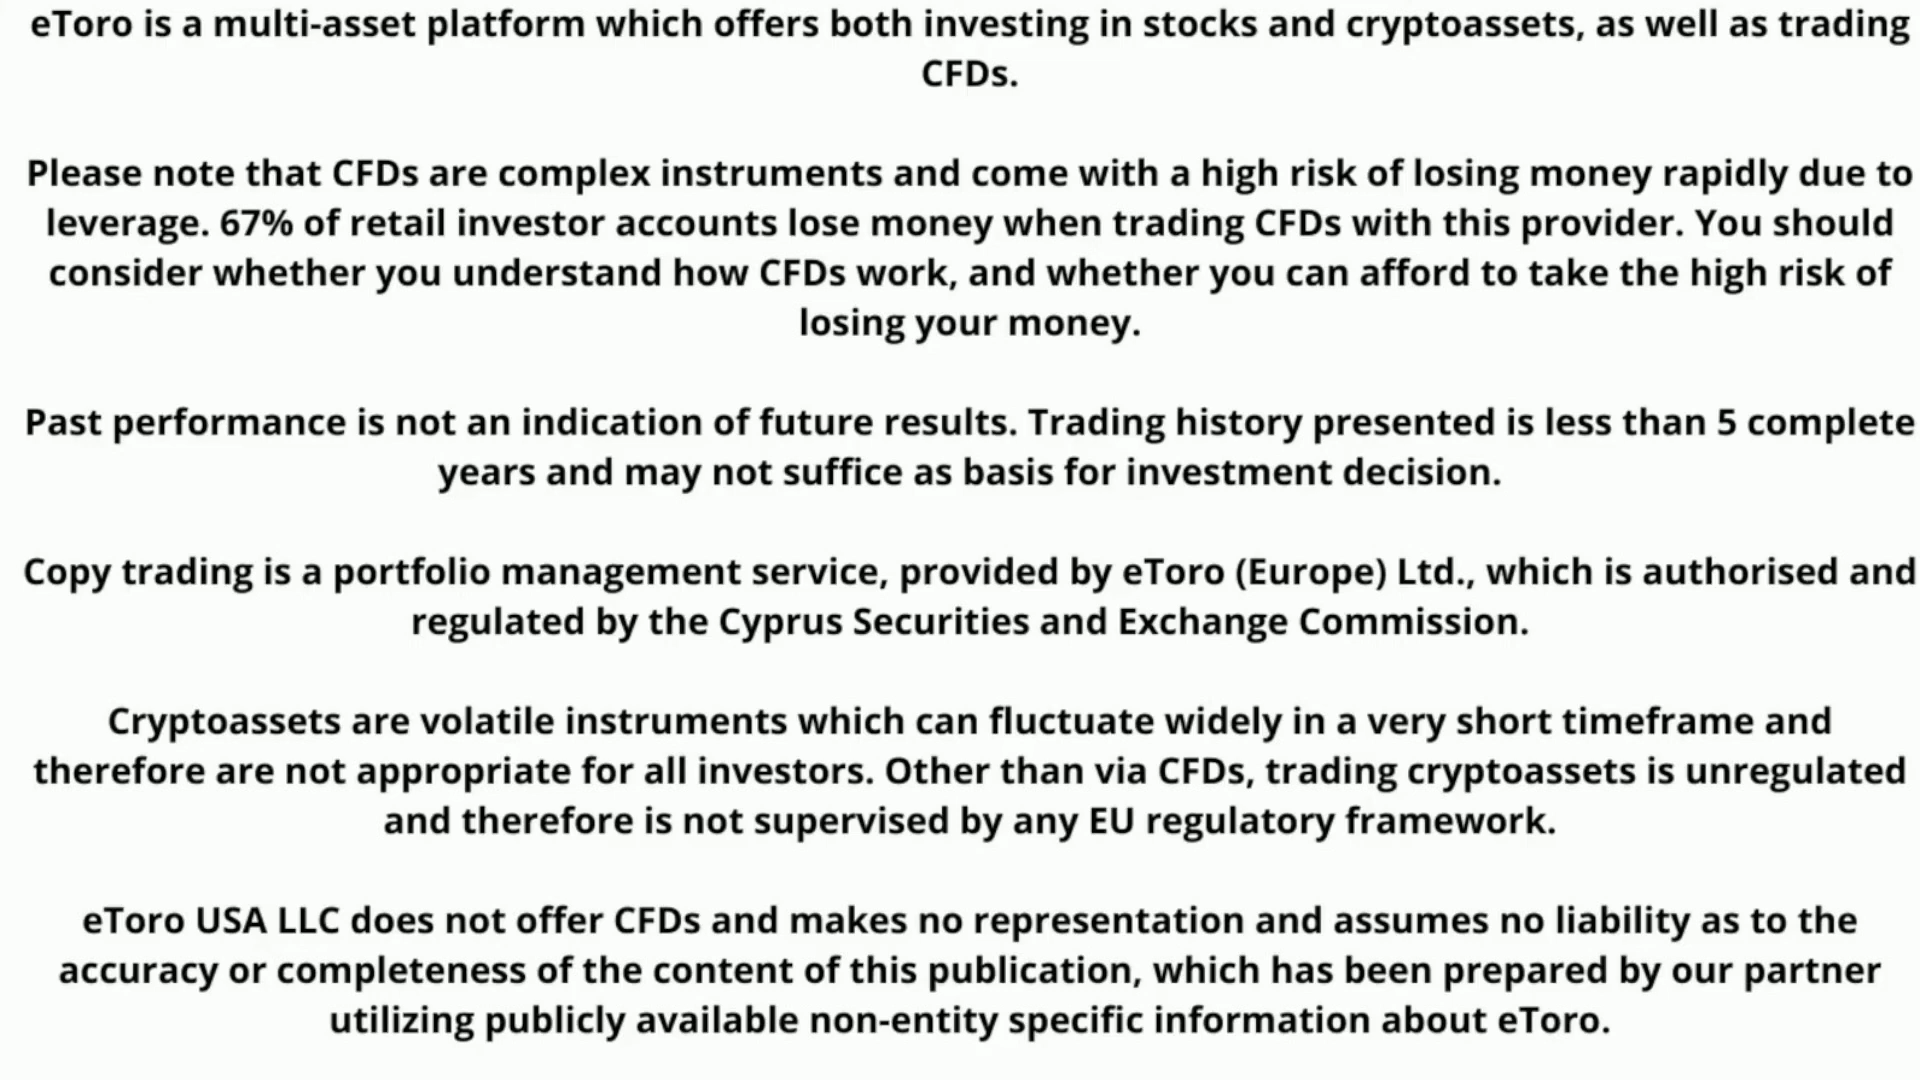 eToro is a multi-asset platform which offers both investing in stocks and cryptoassets, as well as trading
CFDs.
Please note that CFDs are complex instruments and come with a high risk of losing money rapidly due to
leverage. 67% of retail investor accounts lose money when trading CFDs with this provider. You should
consider whether you understand how CFDs work, and whether you can afford to take the high risk of
losing your money.
Past performance is not an indication of future results. Trading history presented is less than 5 complete
years and may not suffice as basis for investment decision.
Copy trading is a portfolio management service, provided by eToro (Europe) Ltd., which is authorised and
regulated by the Cyprus Securities and Exchange Commission.
Cryptoassets are volatile instruments which can fluctuate widely in a very short timeframe and
therefore are not appropriate for all investors. Other than via CFDs, trading cryptoassets is unregulated
and therefore is not supervised by any EU regulatory framework.
eToro USA LLC does not offer CFDs and makes no representation and assumes no liability as to the
accuracy or completeness of the content of this publication, which has been prepared by our partner
utilizing publicly available non-entity specific information about eToro.